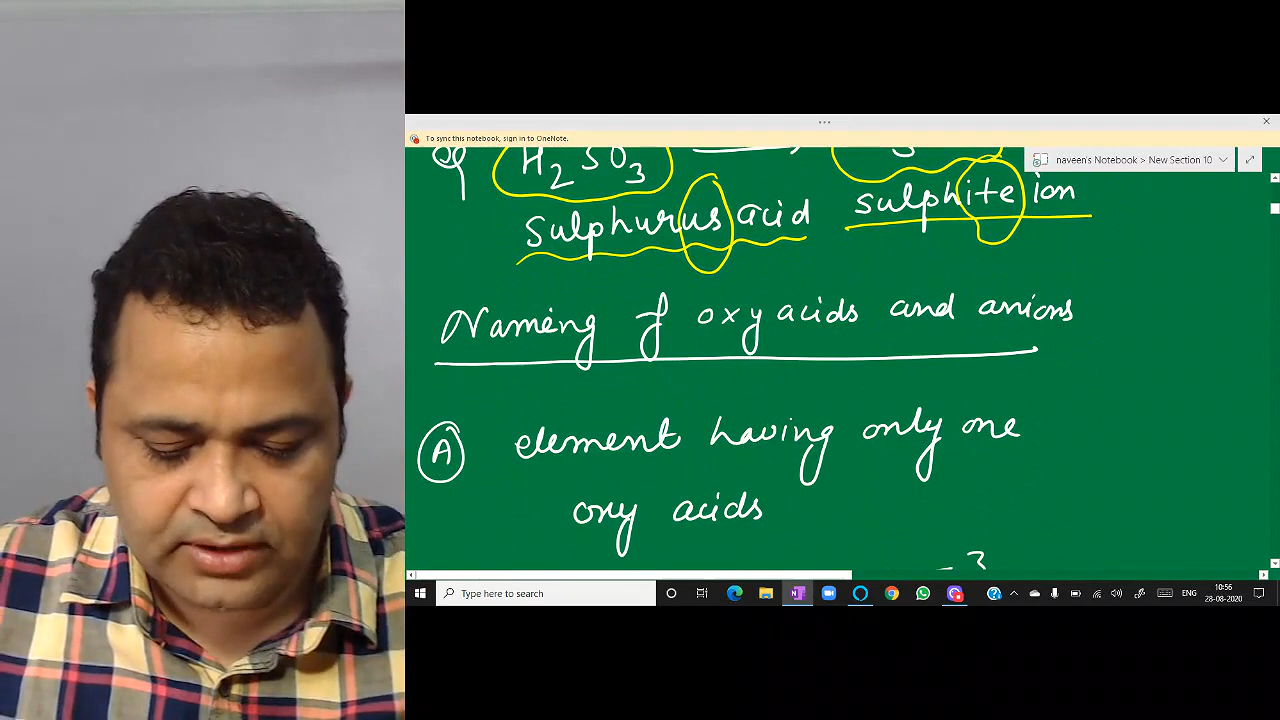 To sync this notebook, sign in to OneNote.
naveen's Notebook > New Section 10
H2SO3
Sulphurus acid sulphite ion
Naming of oxyacids and anions
A element having only one
oxy acids
Type here to search
ENG
10:56
28-08-2020